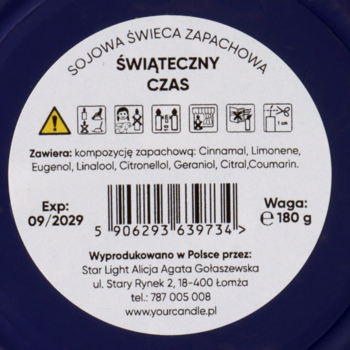 SOJOWA ŚWIECA ZAPACHOWA
ŚWIĄTECZNY
CZAS
1 cm
Zawiera: kompozycję zapachową: Cinnamal, Limonene,
Eugenol, Linalool, Citronellol, Geraniol, Citral,Coumarin.
Exp:
09/2029
5 906293 639734 >
Waga:
℮ 180 g
Wyprodukowano w Polsce przez:
Star Light Alicja Agata Gołaszewska
ul. Stary Rynek 2, 18-400 Łomża
tel.: 787 005 008
www.yourcandle.pl